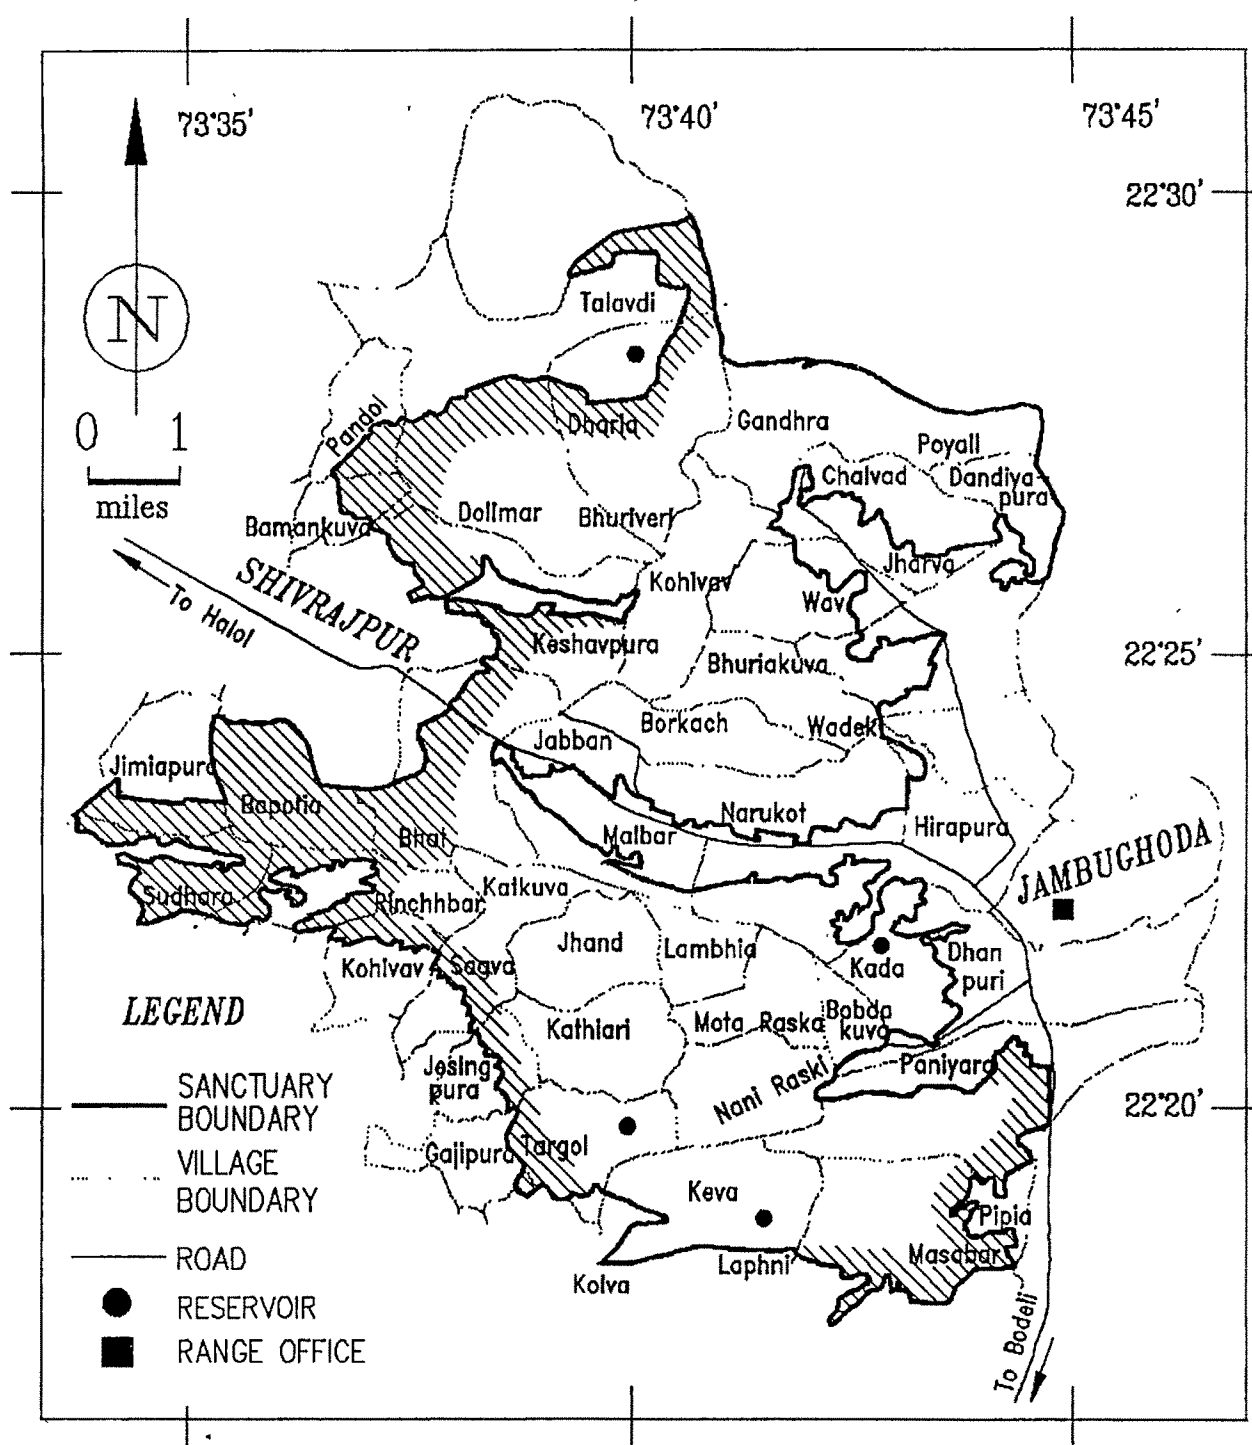 73°35'
73°40'
73°45'
22°30'
N
Talavdi
0 1
miles
Pandol
Dharia
Gandhra
Poyall
Chalvad
Dandiya-
pura
Bamankuva
Dolimar
Bhuriveri
Jharva
SHIVRAJPUR
To Halol
Kohivav
Wav
Keshavpura
Bhuriakuva
22°25'
Borkach
Wadek
Jabban
Jimiapura
Bapotia
Narukot
Malbar
Hirapura
Bhat
JAMBUGHODA
Sudhara
Rinchhbar
Katkuva
Jhand
Lambhia
Kada
Dhan
puri
Kohivav
Sagva
LEGEND
Kathiari
Mota Raska
Bobda
kuva
Jesing
pura
Nani Raski
Paniyara
22°20'
SANCTUARY
BOUNDARY
VILLAGE
BOUNDARY
ROAD
RESERVOIR
RANGE OFFICE
Gajipura
Targol
Keva
Pipia
Masabar
Laphni
Kolva
To Bodeli